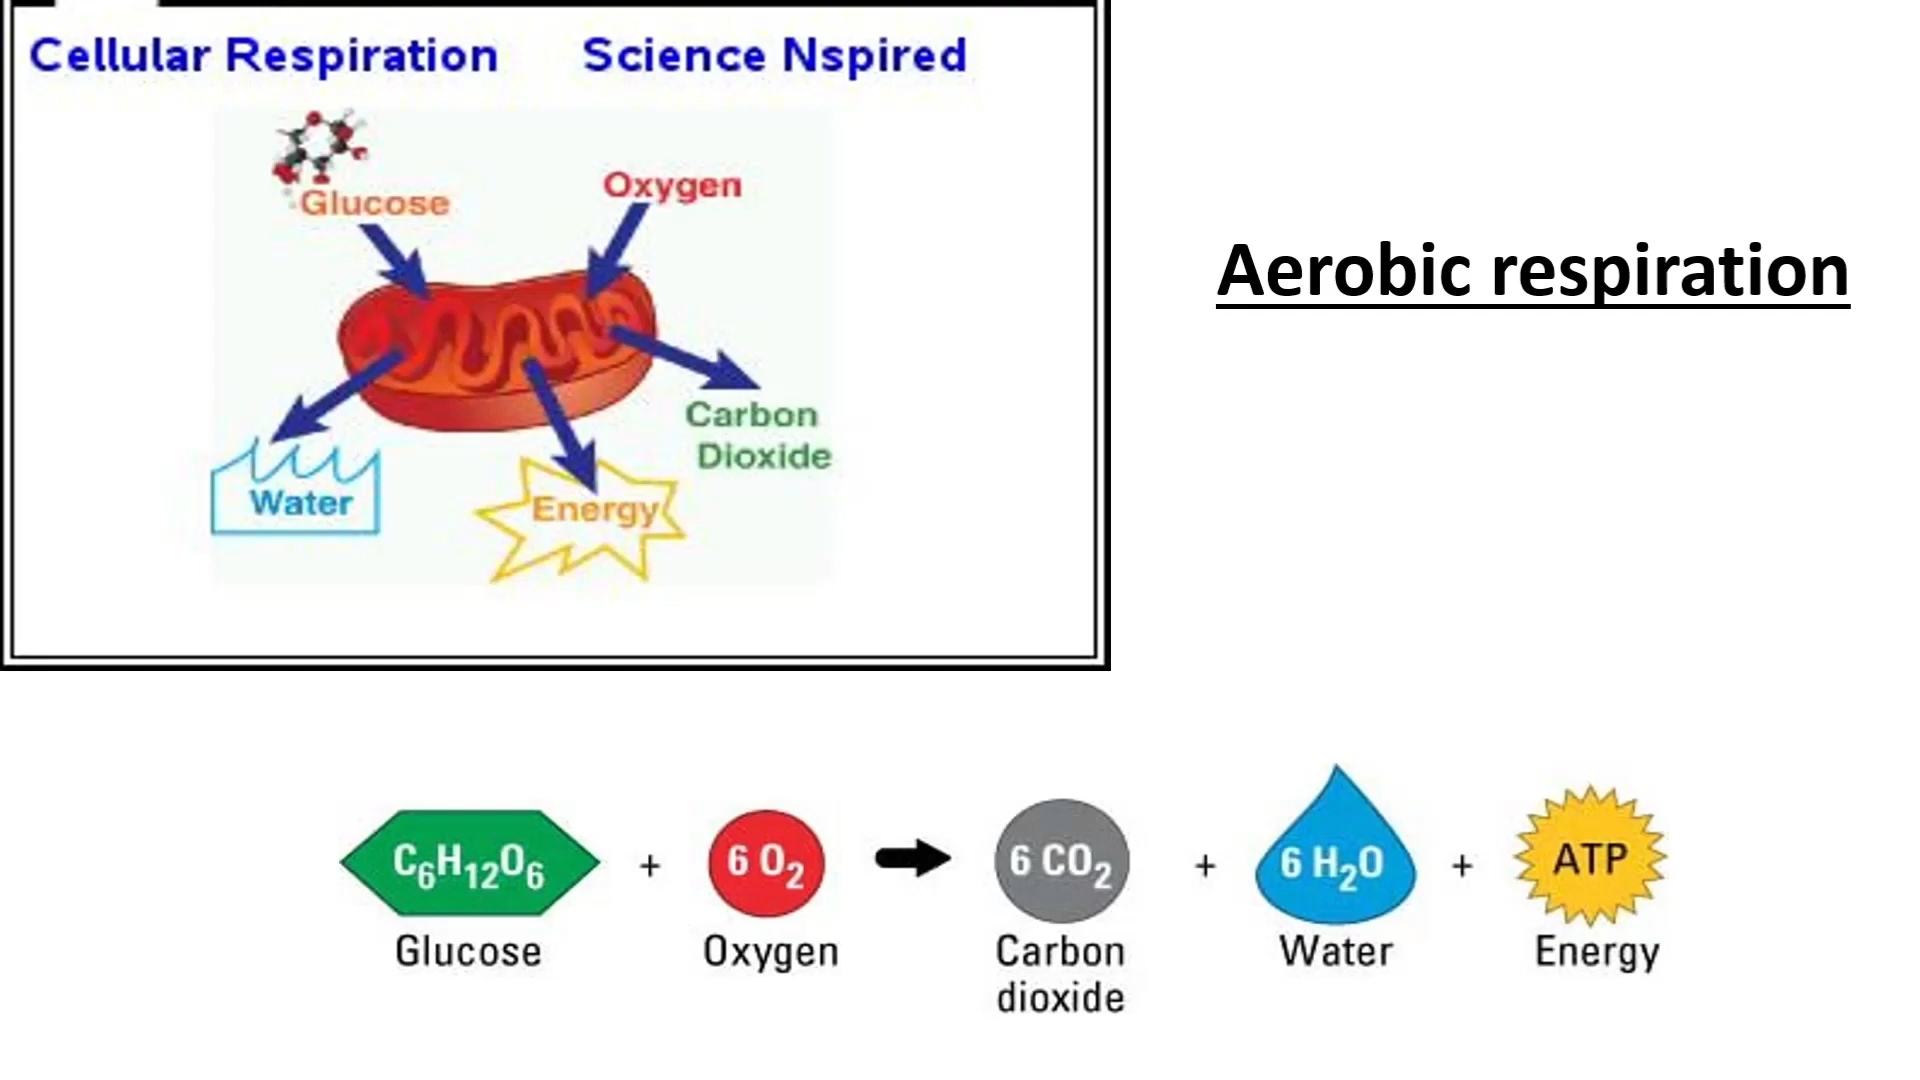 Cellular Respiration Science Nspired
Glucose
Oxygen
Carbon
Dioxide
Water
Energy
Aerobic respiration
C₆H₁₂O₆ + 6 O₂ → 6 CO₂ + 6 H₂O + ATP
Glucose Oxygen Carbon dioxide Water Energy